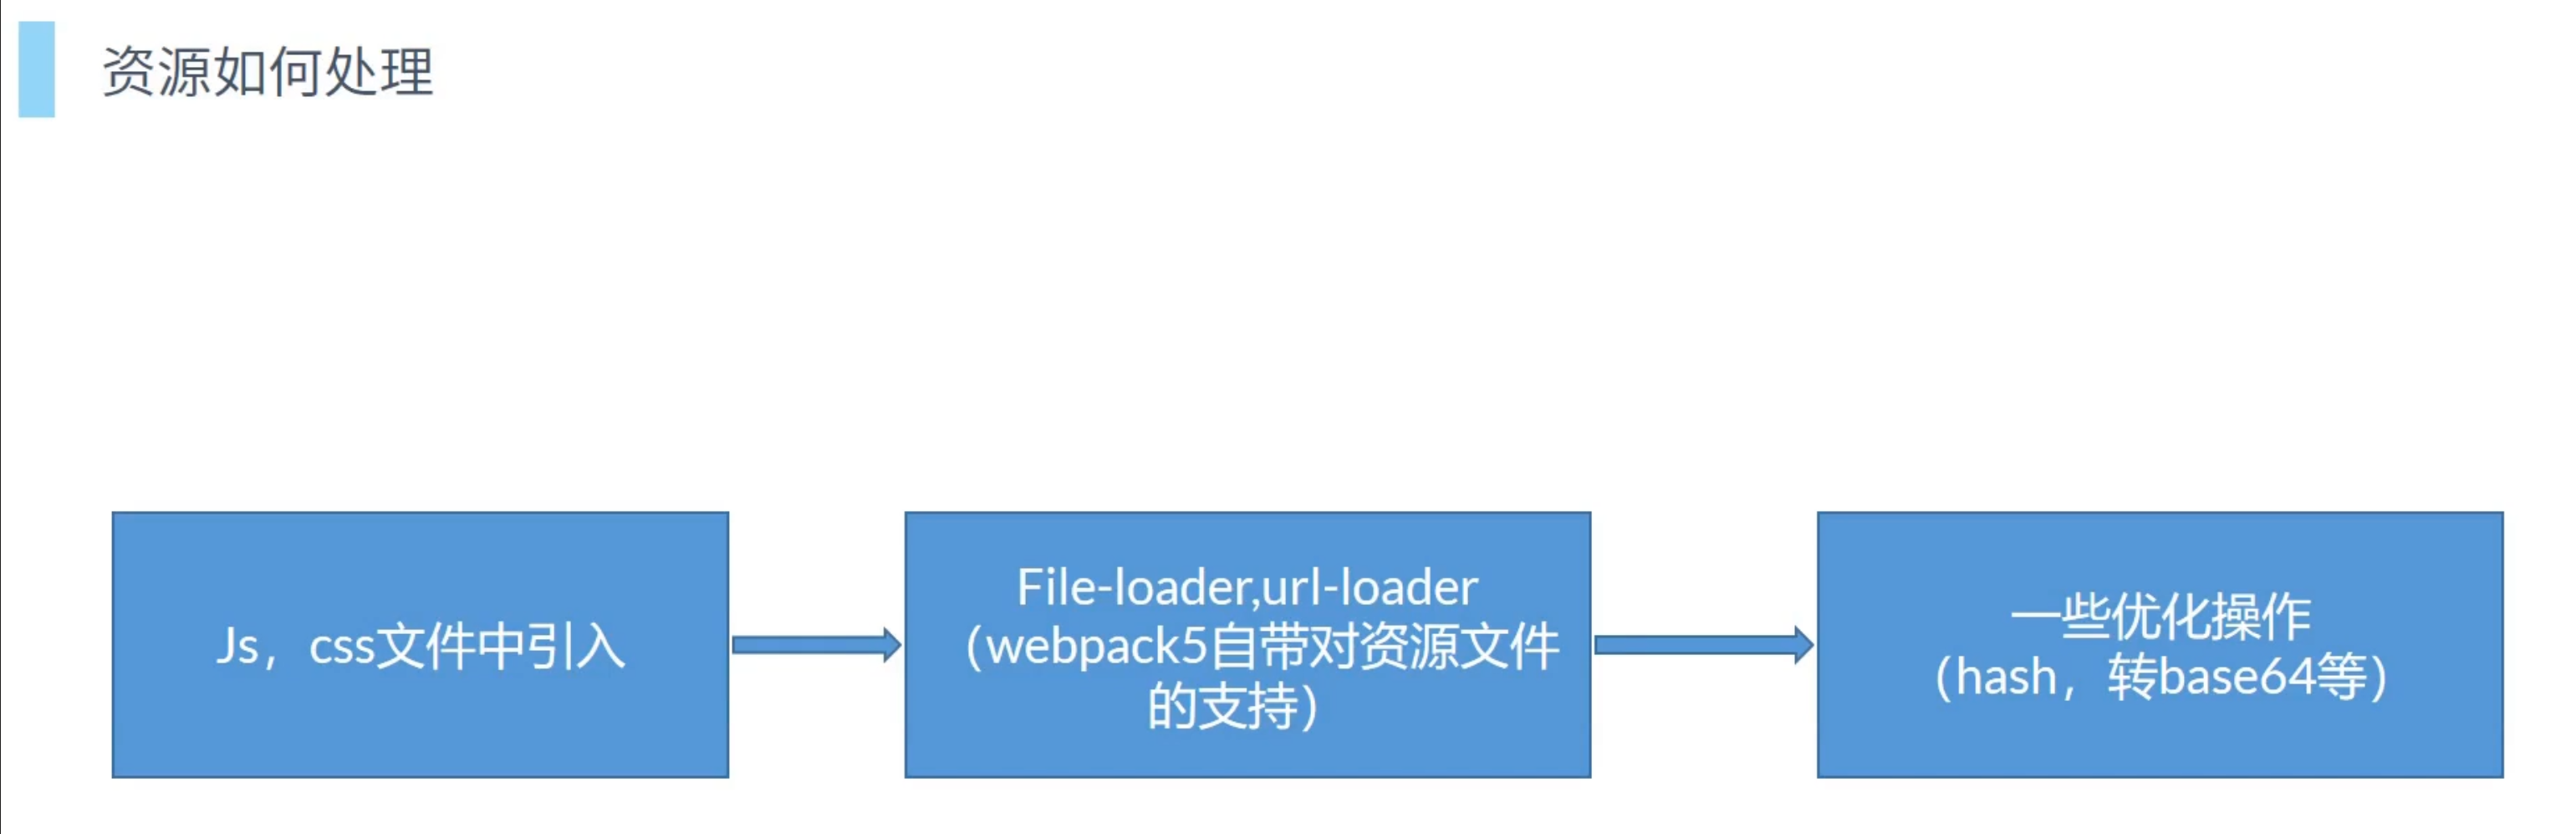 资源如何处理
Js，css文件中引入
File-loader,url-loader
（webpack5自带对资源文件
的支持）
一些优化操作
（hash，转base64等）